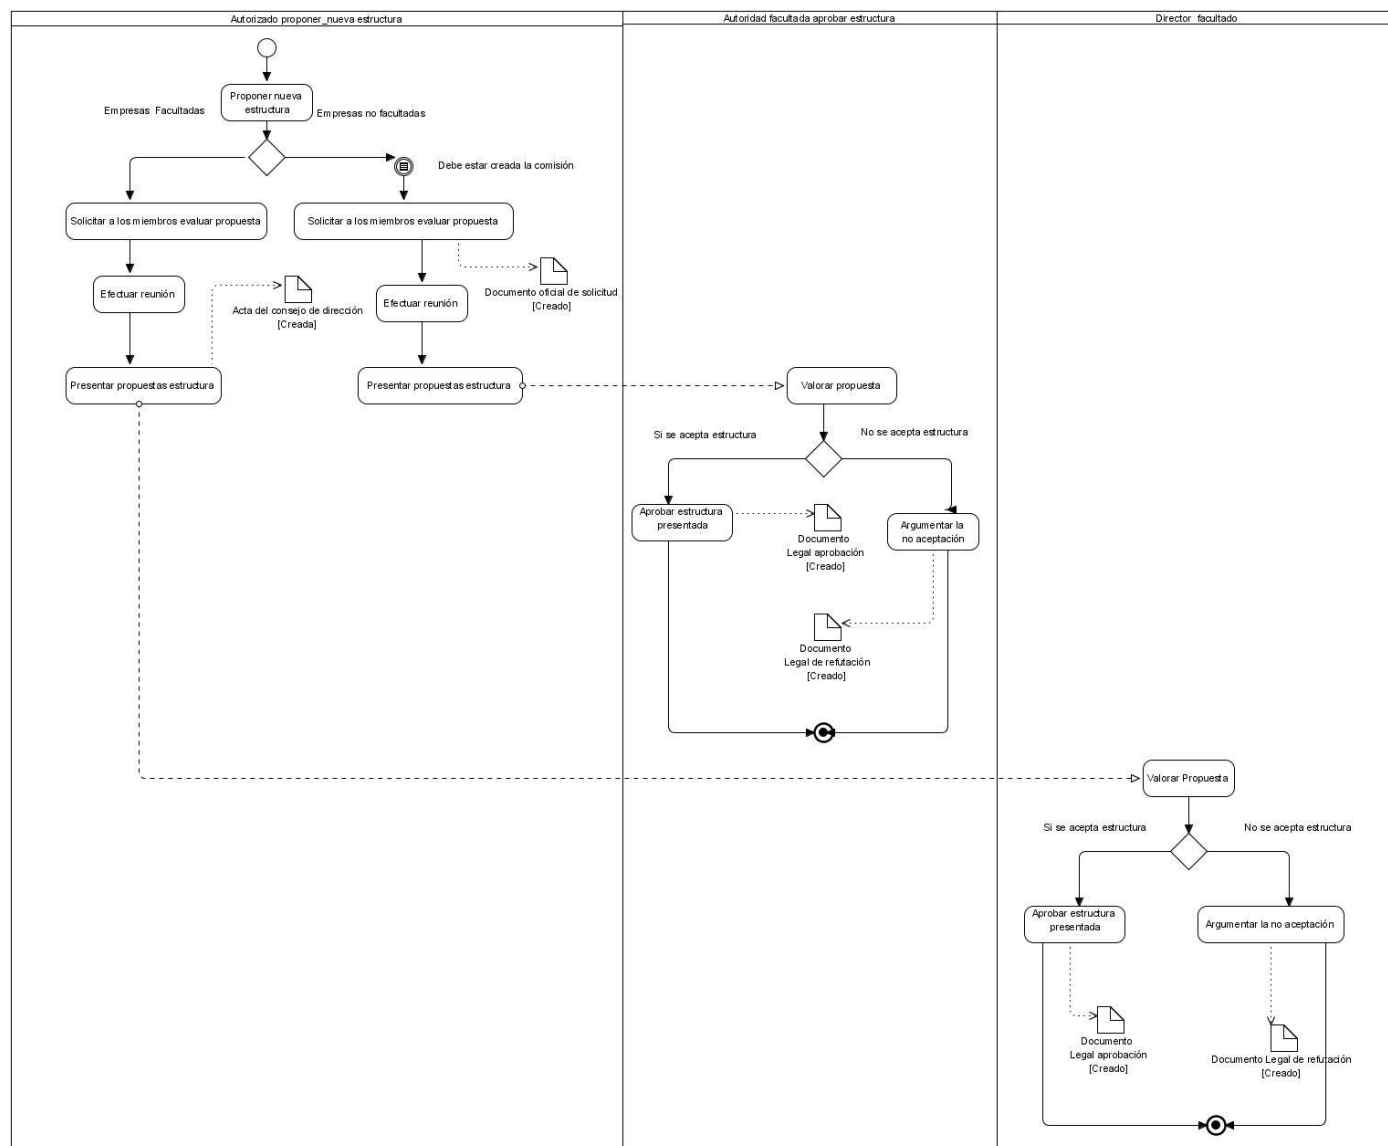 Autorizado proponer_nueva estructura
Autoridad facultada aprobar estructura
Director facultado
Proponer nueva
estructura
Empresas Facultadas
Empresas no facultadas
Debe estar creada la comisión
Solicitar a los miembros evaluar propuesta
Solicitar a los miembros evaluar propuesta
Efectuar reunión
Acta del consejo de dirección
[Creada]
Efectuar reunión
Documento oficial de solicitud
[Creado]
Presentar propuestas estructura
Presentar propuestas estructura
Valorar propuesta
Si se acepta estructura
No se acepta estructura
Aprobar estructura
presentada
Documento
Legal aprobación
[Creado]
Argumentar la
no aceptación
Documento
Legal de refutación
[Creado]
Valorar Propuesta
Si se acepta estructura
No se acepta estructura
Aprobar estructura
presentada
Argumentar la no aceptación
Documento
Legal aprobación
[Creado]
Documento Legal de refutación
[Creado]